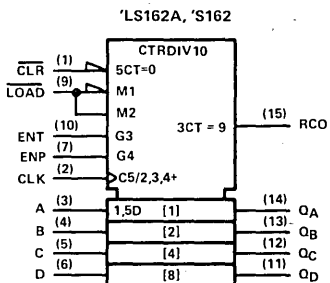 'LS162A, 'S162
CTRDIV10
CLR (1) 5CT=0
LOAD (9) M1
M2
ENT (10) G3 3CT = 9 (15) RCO
ENP (7) G4
CLK (2) C5/2,3,4+
A (3) 1,5D [1] (14) QA
B (4) [2] (13) QB
C (5) [4] (12) QC
D (6) [8] (11) QD